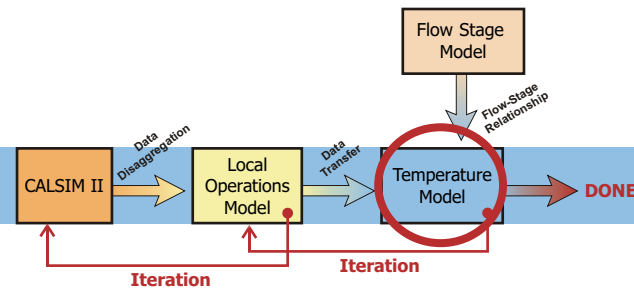 Flow Stage
Model
Flow-Stage
Relationship
Data
Disaggregation
Data
Transfer
CALSIM II
Local
Operations
Model
Temperature
Model
DONE
Iteration
Iteration